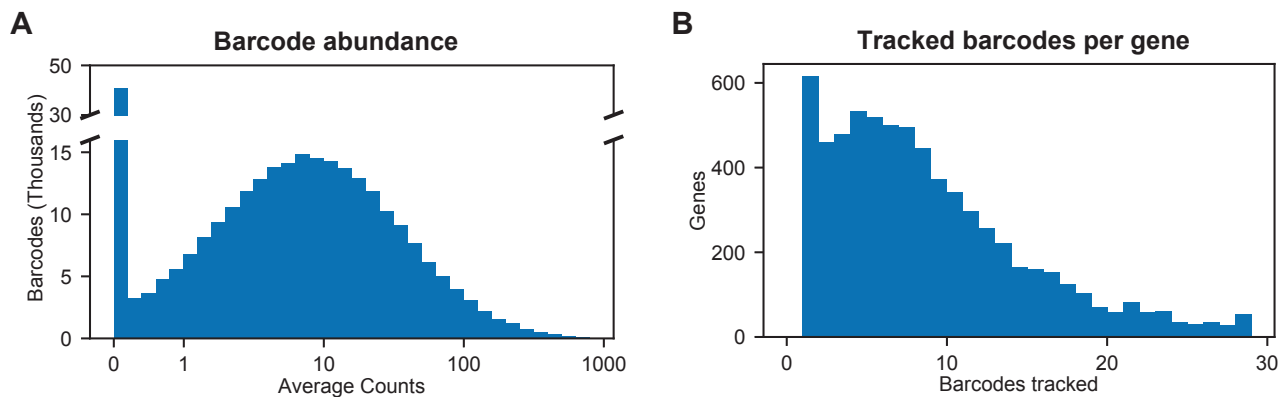 A
Barcode abundance
50
30
15
10
5
0
Barcodes (Thousands)
0 1 10 100 1000
Average Counts
B
Tracked barcodes per gene
600
400
200
0
Genes
0 10 20 30
Barcodes tracked